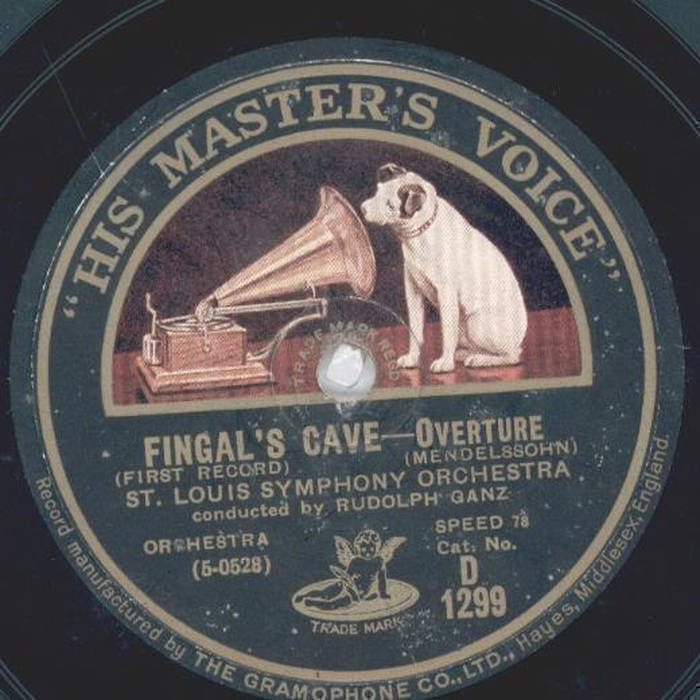 "HIS MASTER'S VOICE"
TRADE MARK REGD
FINGAL'S CAVE—OVERTURE
(FIRST RECORD) (MENDELSSOHN)
ST. LOUIS SYMPHONY ORCHESTRA
conducted by RUDOLPH GANZ
ORCHESTRA SPEED 78
(5-0528) Cat. No.
D
1299
TRADE MARK
Record manufactured by THE GRAMOPHONE CO., LTD., Hayes, Middlesex, England.